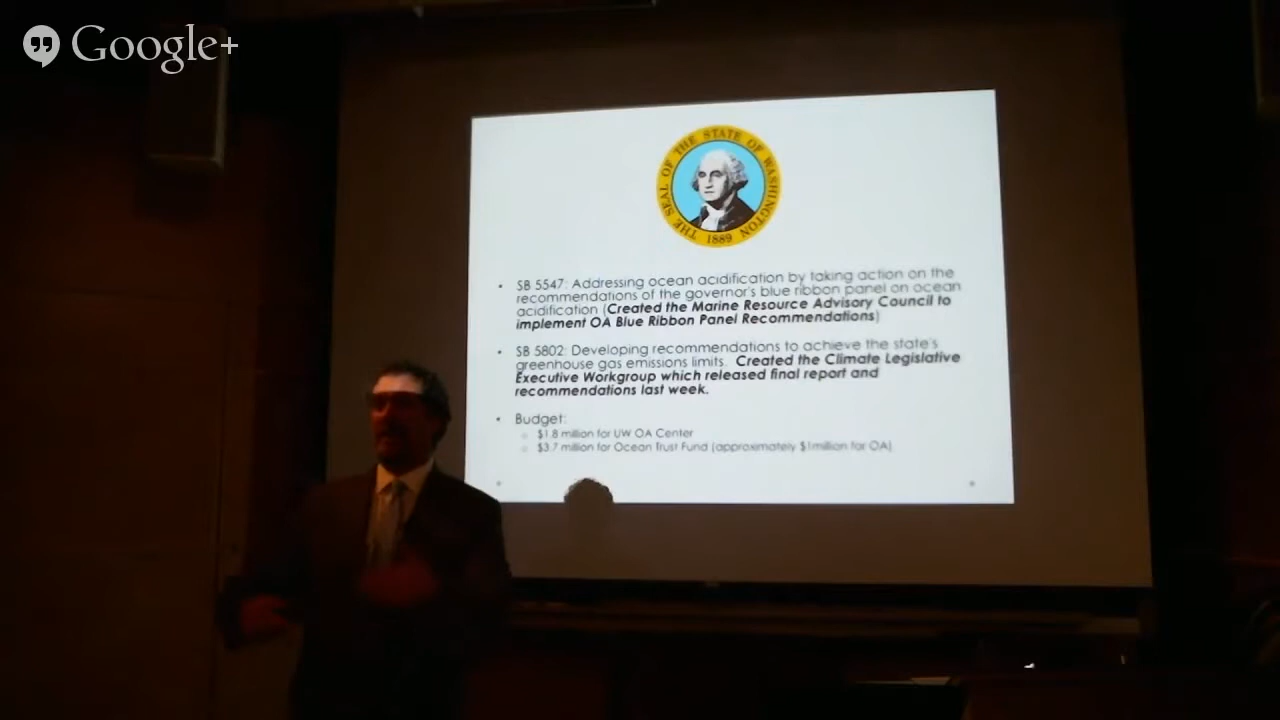 Google+
THE SEAL OF THE STATE OF WASHINGTON
1889
• SB 5547: Addressing ocean acidification by taking action on the
recommendations of the governor's blue ribbon panel on ocean
acidification (Created the Marine Resource Advisory Council to
implement OA Blue Ribbon Panel Recommendations)
• SB 5802: Developing recommendations to achieve the state's
greenhouse gas emissions limits. Created the Climate Legislative
Executive Workgroup which released final report and
recommendations last week.
• Budget:
$1.8 million for UW OA Center
$3.7 million for Ocean Trust Fund (approximately $1million for OA)